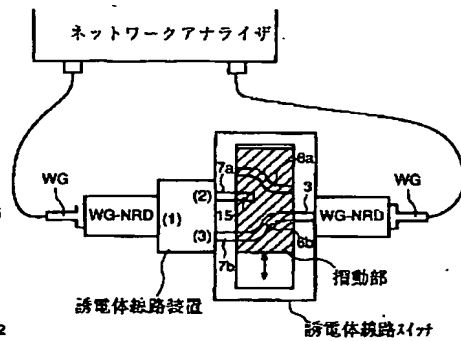 ネットワークアナライザ
WG
WG-NRD
(1)
7a
(2)
15
(3)
7b
6a
3
6b
WG-NRD
WG
摺動部
誘電体線路装置
誘電体線路スイッチ
2